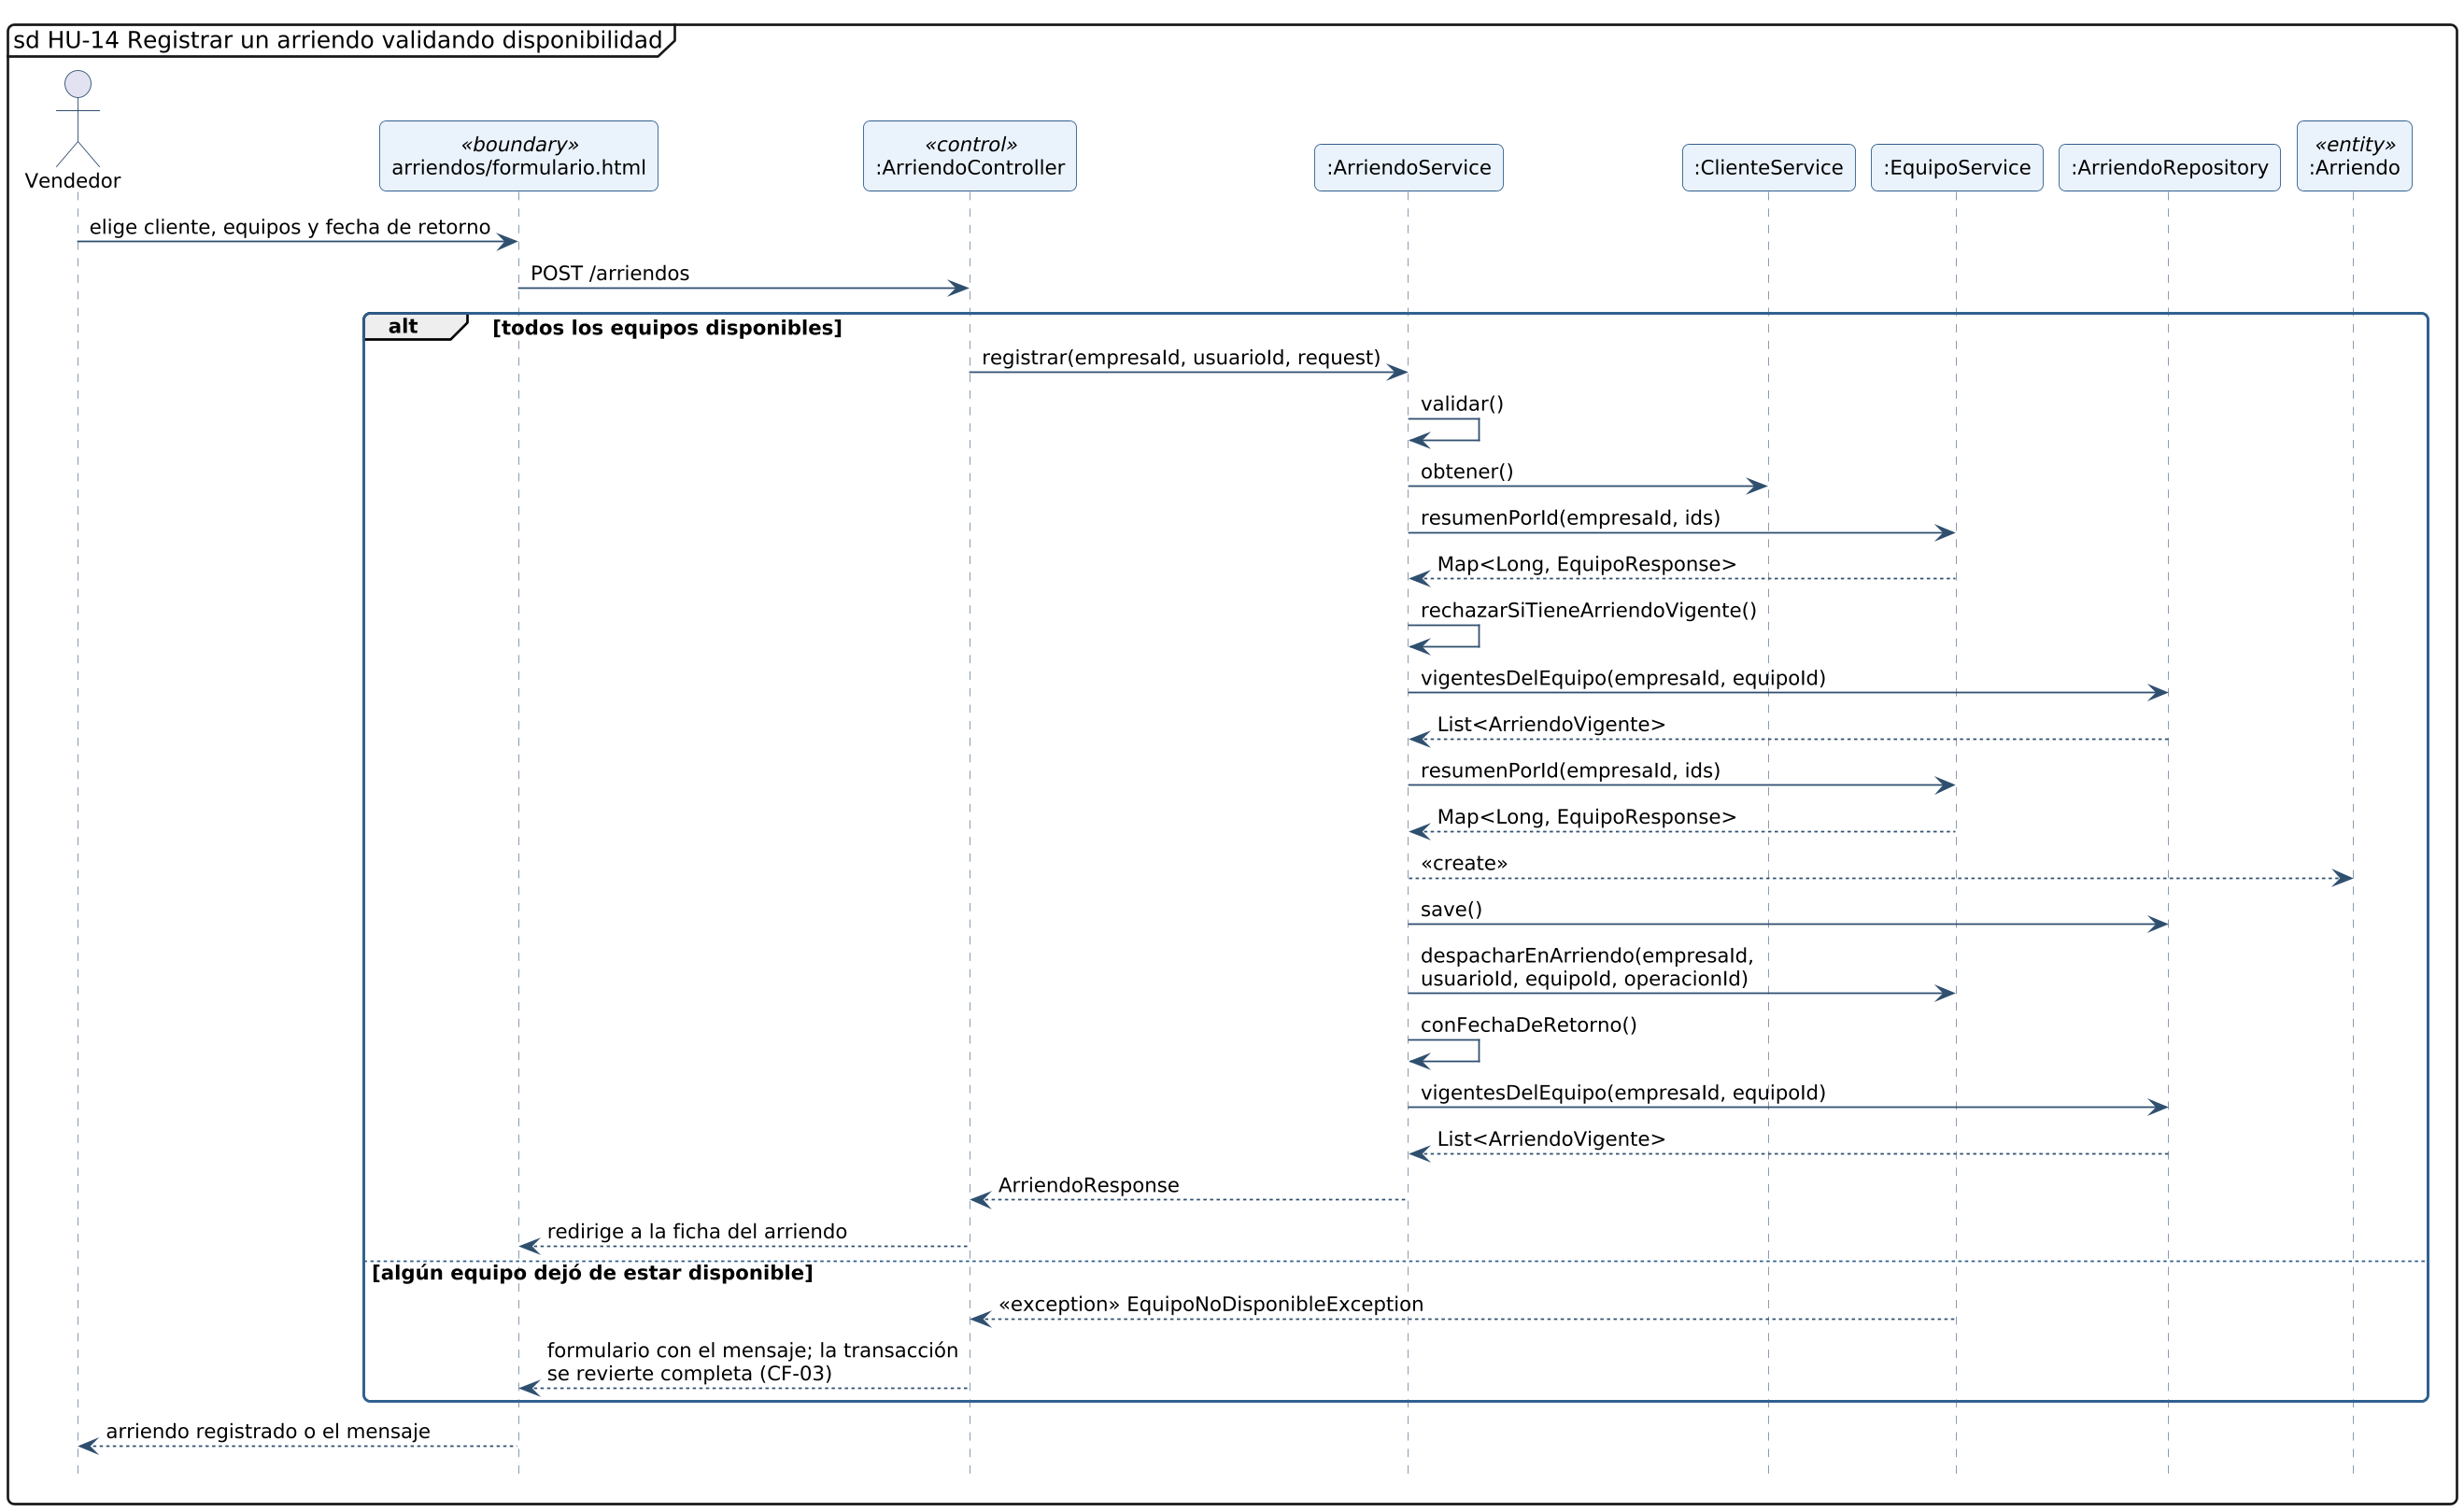 sd HU-14 Registrar un arriendo validando disponibilidad
Vendedor
«boundary»
arriendos/formulario.html
«control»
:ArriendoController
:ArriendoService
:ClienteService
:EquipoService
:ArriendoRepository
«entity»
:Arriendo
elige cliente, equipos y fecha de retorno
POST /arriendos
alt [todos los equipos disponibles]
registrar(empresaId, usuarioId, request)
validar()
obtener()
resumenPorId(empresaId, ids)
Map<Long, EquipoResponse>
rechazarSiTieneArriendoVigente()
vigentesDelEquipo(empresaId, equipoId)
List<ArriendoVigente>
resumenPorId(empresaId, ids)
Map<Long, EquipoResponse>
«create»
save()
despacharEnArriendo(empresaId,
usuarioId, equipoId, operacionId)
conFechaDeRetorno()
vigentesDelEquipo(empresaId, equipoId)
List<ArriendoVigente>
ArriendoResponse
redirige a la ficha del arriendo
[algún equipo dejó de estar disponible]
«exception» EquipoNoDisponibleException
formulario con el mensaje; la transacción
se revierte completa (CF-03)
arriendo registrado o el mensaje